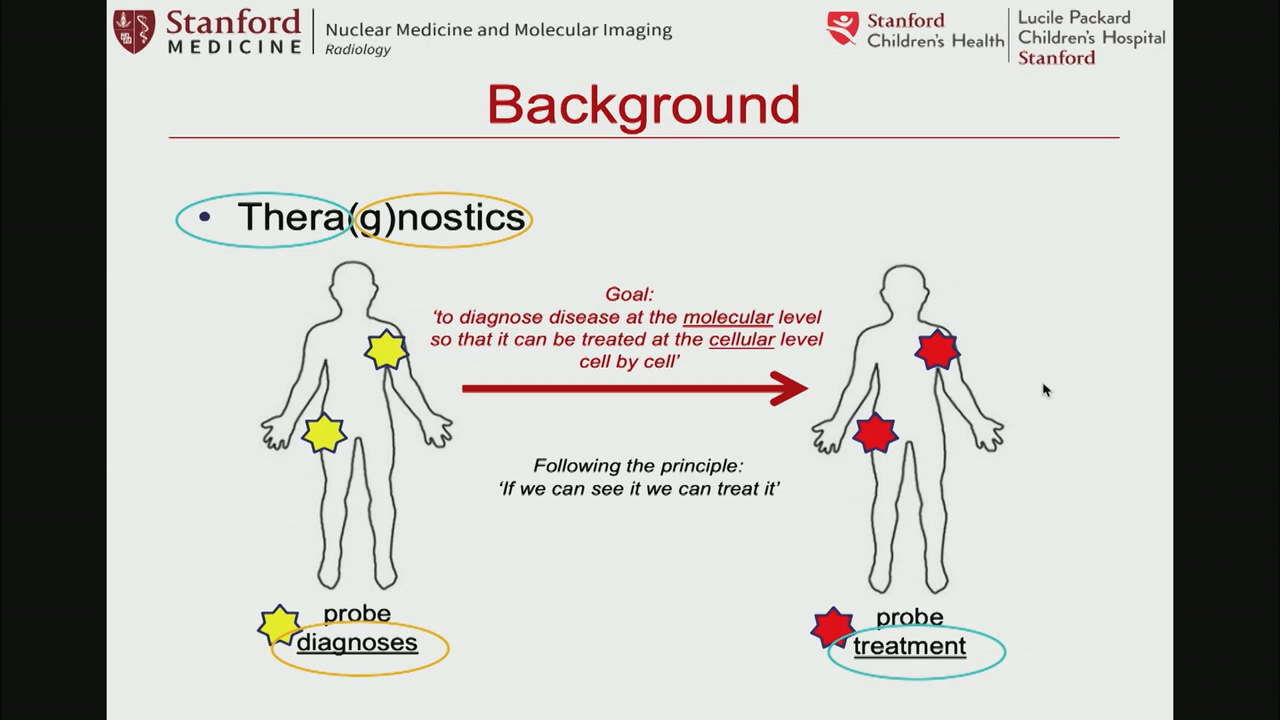 Stanford
MEDICINE
Nuclear Medicine and Molecular Imaging
Radiology
Stanford
Children's Health
Lucile Packard
Children's Hospital
Stanford
Background
• Thera(g)nostics
Goal:
‘to diagnose disease at the molecular level
so that it can be treated at the cellular level
cell by cell’
Following the principle:
‘If we can see it we can treat it’
probe
diagnoses
probe
treatment